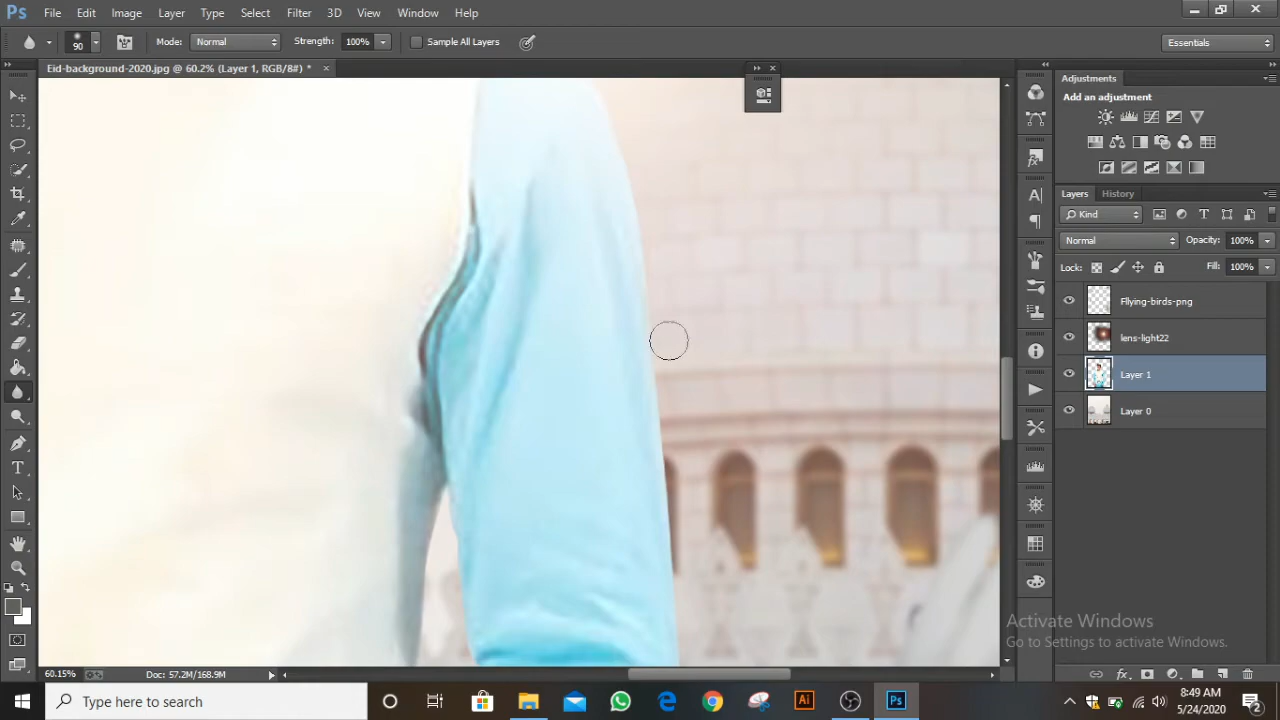 Ps File Edit Image Layer Type Select Filter 3D View Window Help
90 Mode: Normal Strength: 100% Sample All Layers Essentials
Eid-background-2020.jpg @ 60.2% (Layer 1, RGB/8#) *
Adjustments
Add an adjustment
Layers History
Kind
Normal Opacity: 100%
Lock: Fill: 100%
Fllying-birds-png
lens-light22
Layer 1
Layer 0
Activate Windows
Go to Settings to activate Windows.
60.15% Doc: 57.2M/168.9M
Type here to search
Ai
Ps
:49 AM
5/24/2020
2